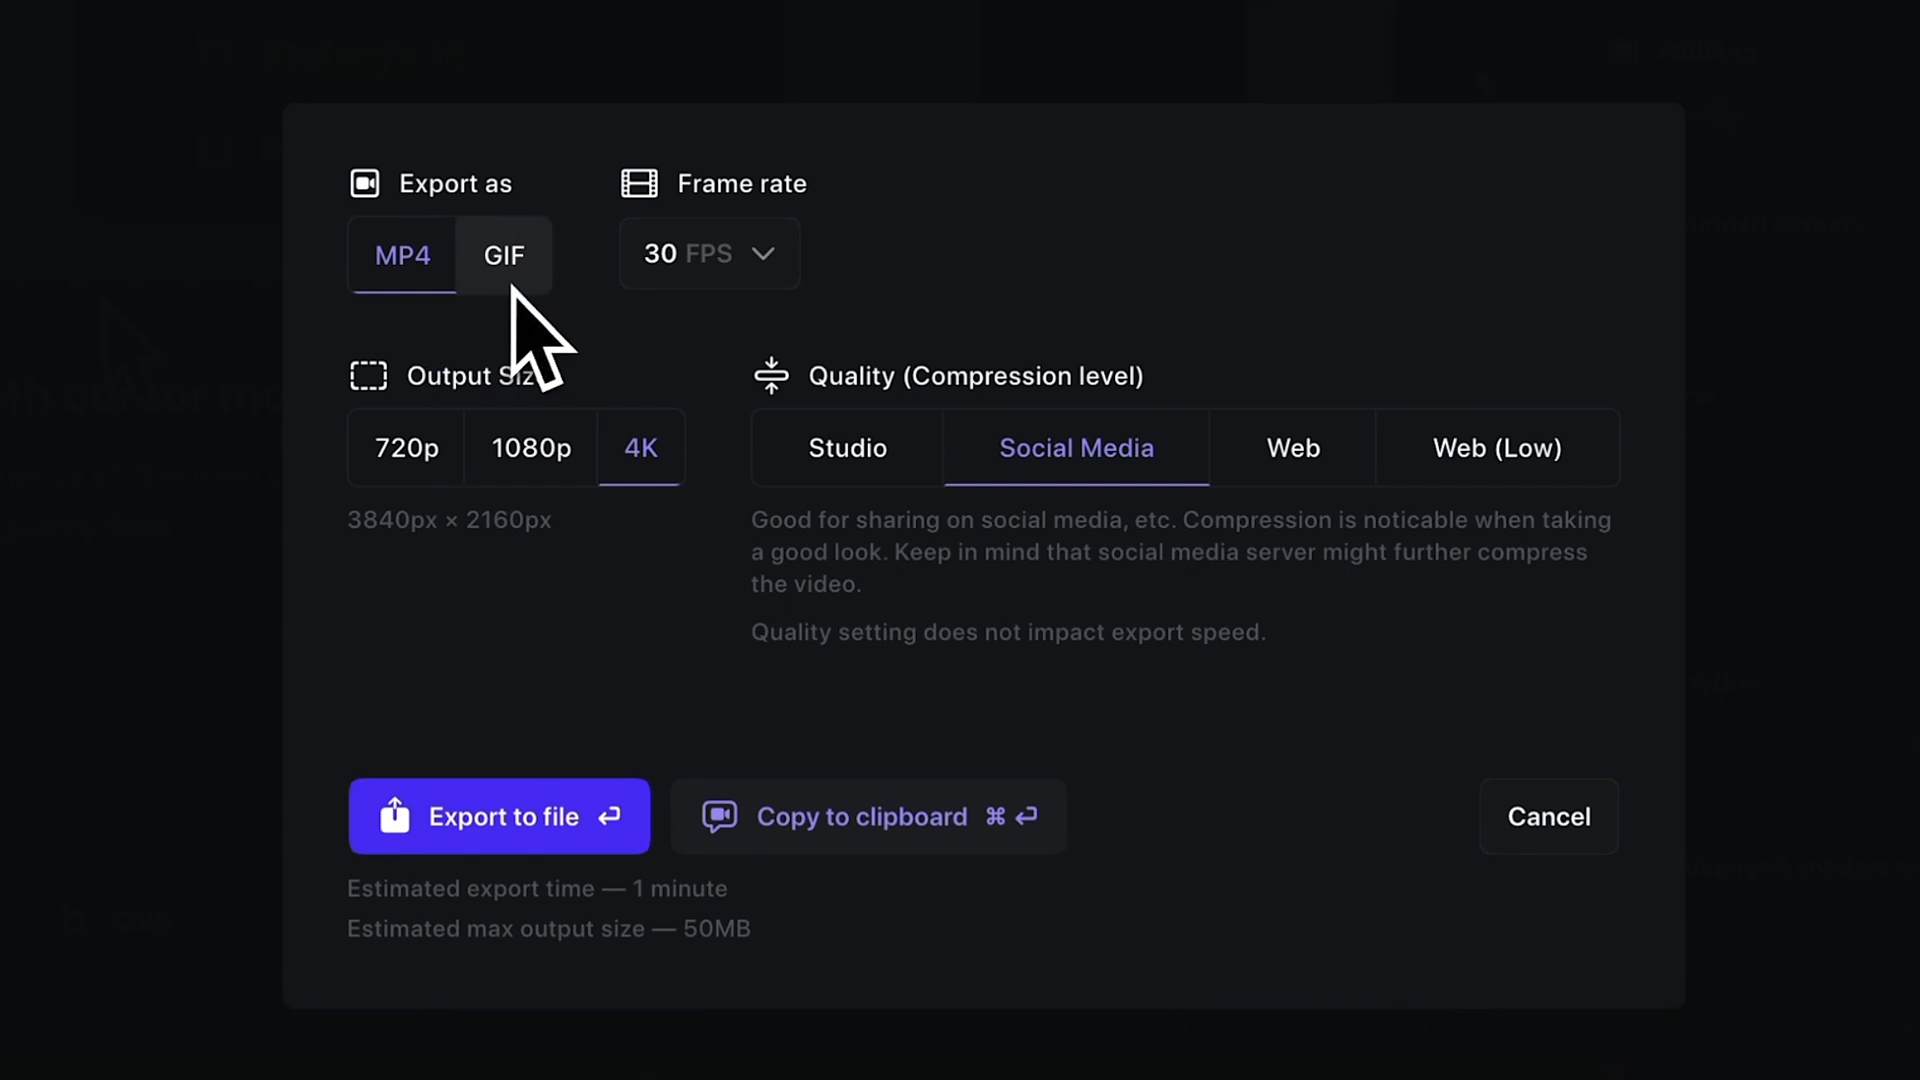 Export as
Frame rate
MP4
GIF
30 FPS
Output Siz
Quality (Compression level)
720p
1080p
4K
Studio
Social Media
Web
Web (Low)
3840px × 2160px
Good for sharing on social media, etc. Compression is noticable when taking
a good look. Keep in mind that social media server might further compress
the video.
Quality setting does not impact export speed.
Export to file
Copy to clipboard ⌘
Cancel
Estimated export time — 1 minute
Estimated max output size — 50MB